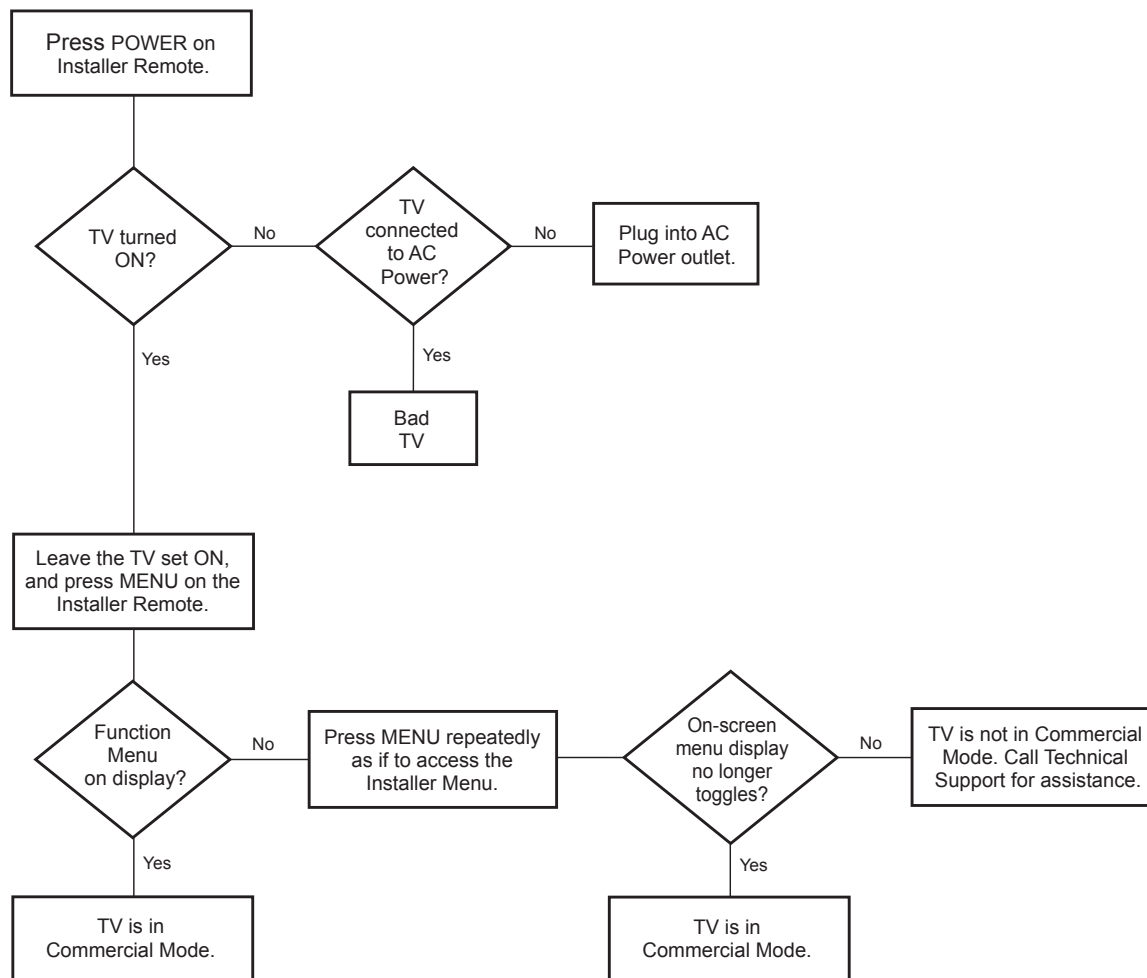 Press POWER on
Installer Remote.
TV turned
ON?
No
TV
connected
to AC
Power?
No
Plug into AC
Power outlet.
Yes
Yes
Bad
TV
Leave the TV set ON,
and press MENU on the
Installer Remote.
Function
Menu
on display?
No
Press MENU repeatedly
as if to access the
Installer Menu.
On-screen
menu display
no longer
toggles?
No
TV is not in Commercial
Mode. Call Technical
Support for assistance.
Yes
Yes
TV is in
Commercial Mode.
TV is in
Commercial Mode.